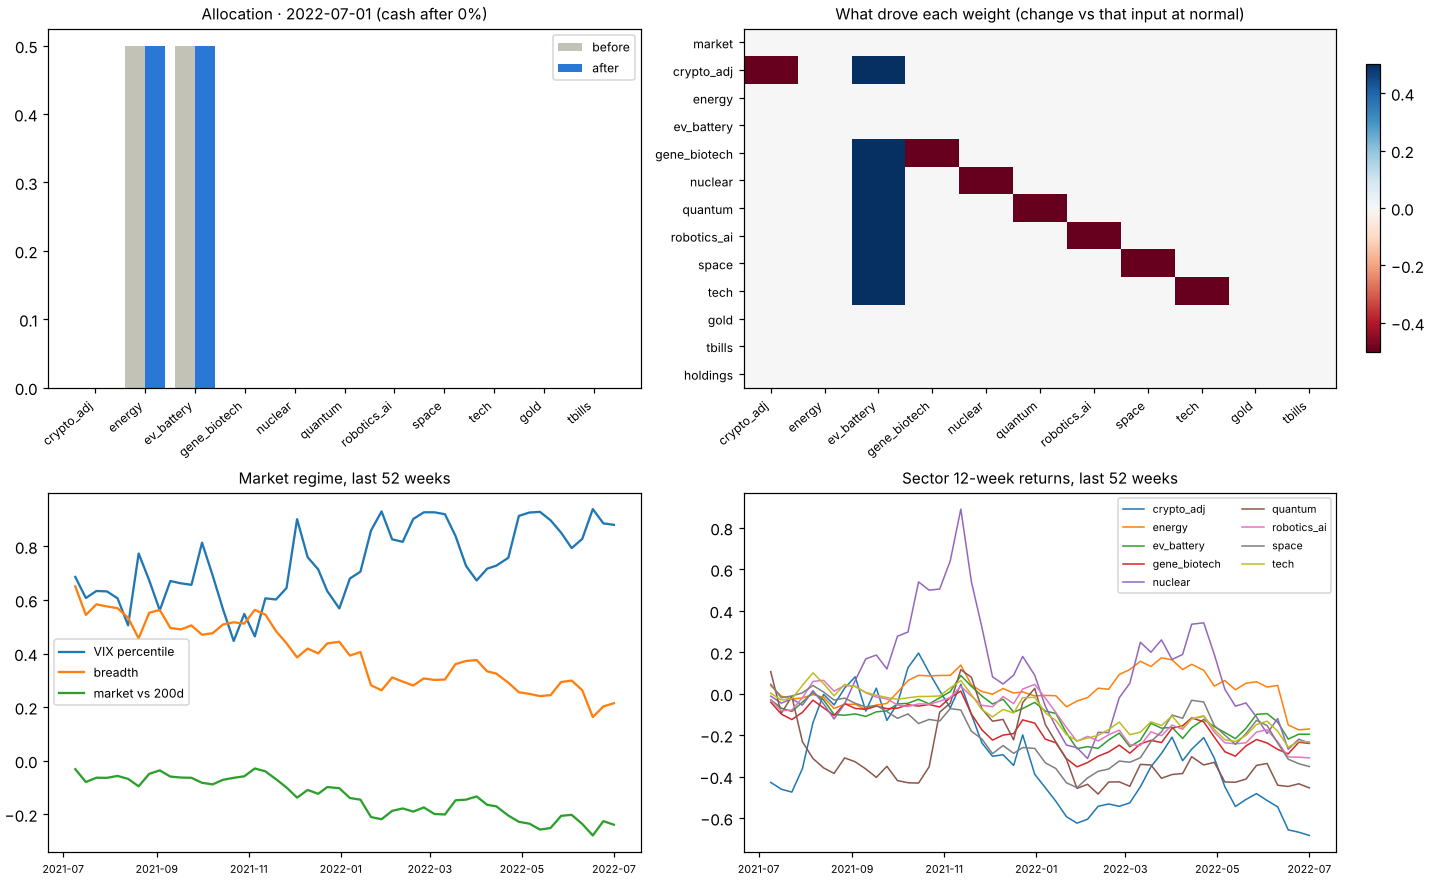 Allocation · 2022-07-01 (cash after 0%)
0.5
0.4
0.3
0.2
0.1
0.0
before
after
crypto_adj
energy
ev_battery
gene_biotech
nuclear
quantum
robotics_ai
space
tech
gold
tbills
What drove each weight (change vs that input at normal)
market
crypto_adj
energy
ev_battery
gene_biotech
nuclear
quantum
robotics_ai
space
tech
gold
tbills
holdings
crypto_adj
energy
ev_battery
gene_biotech
nuclear
quantum
robotics_ai
space
tech
gold
tbills
0.4
0.2
0.0
−0.2
−0.4
Market regime, last 52 weeks
0.8
0.6
0.4
0.2
0.0
−0.2
VIX percentile
breadth
market vs 200d
2021-07
2021-09
2021-11
2022-01
2022-03
2022-05
2022-07
Sector 12-week returns, last 52 weeks
0.8
0.6
0.4
0.2
0.0
−0.2
−0.4
−0.6
crypto_adj
energy
ev_battery
gene_biotech
nuclear
quantum
robotics_ai
space
tech
2021-07
2021-09
2021-11
2022-01
2022-03
2022-05
2022-07